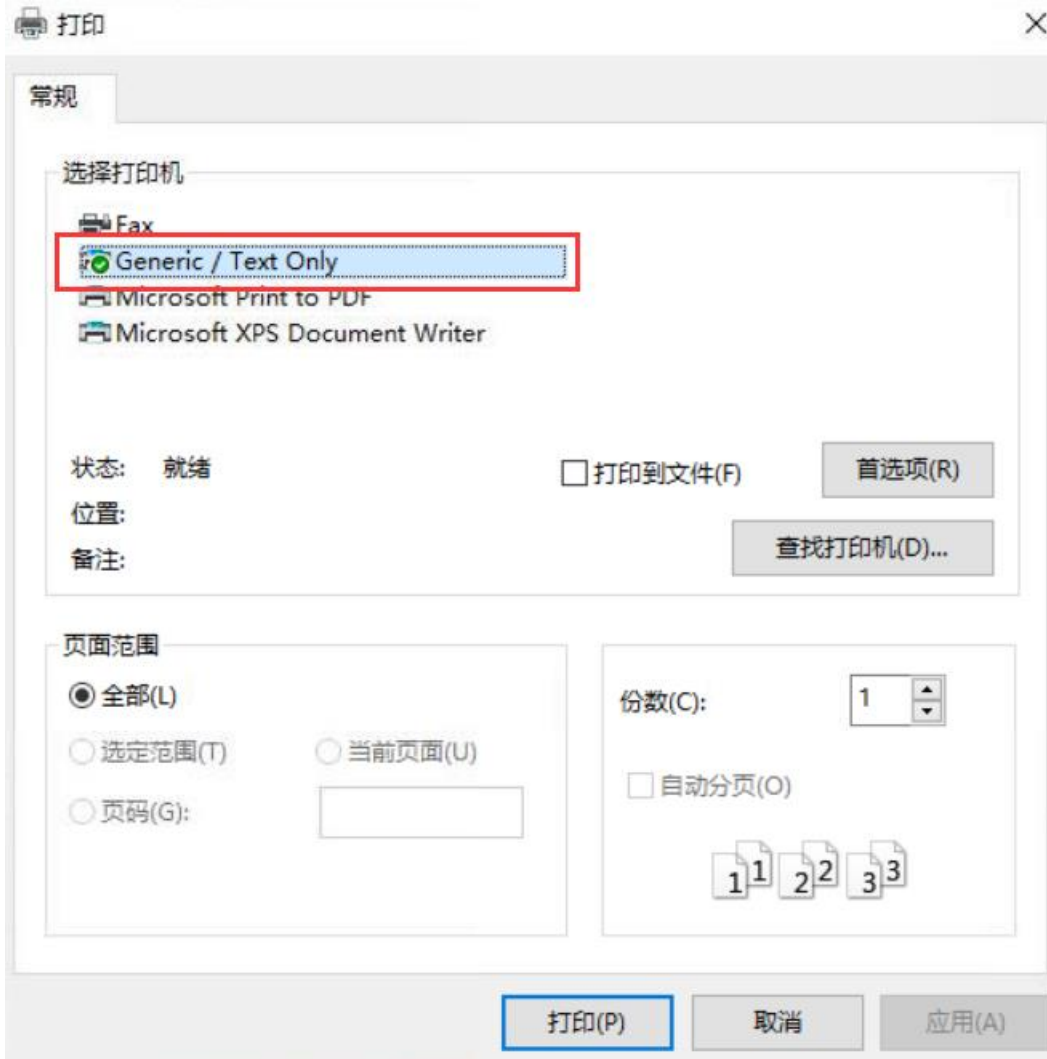 打印
常规
选择打印机
Fax
Generic / Text Only
Microsoft Print to PDF
Microsoft XPS Document Writer
状态: 就绪
打印到文件(F)
首选项(R)
位置:
查找打印机(D)...
备注:
页面范围
全部(L)
选定范围(T)
当前页面(U)
页码(G):
份数(C):
1
自动分页(O)
1 1 2 2 3 3
打印(P)
取消
应用(A)